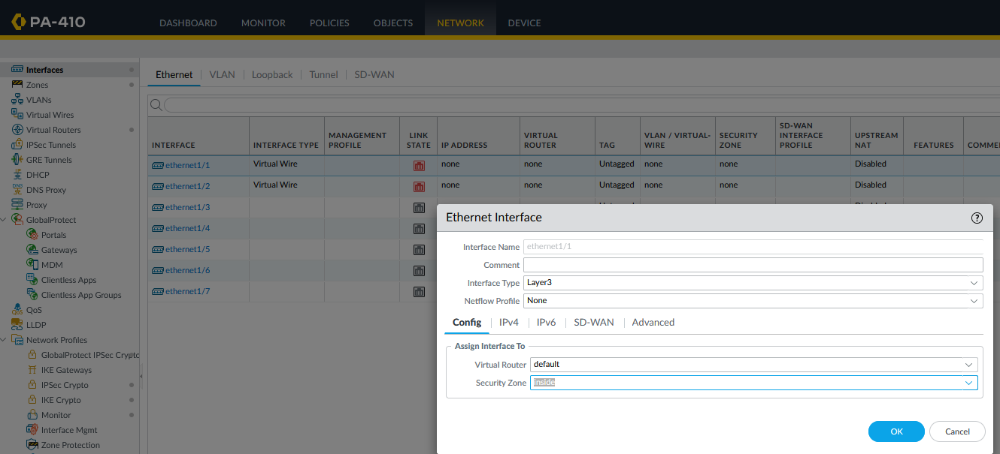 PA-410
DASHBOARD MONITOR POLICIES OBJECTS NETWORK DEVICE
Interfaces
Zones
VLANs
Virtual Wires
Virtual Routers
IPSec Tunnels
GRE Tunnels
DHCP
DNS Proxy
Proxy
GlobalProtect
Portals
Gateways
MDM
Clientless Apps
Clientless App Groups
QoS
LLDP
Network Profiles
GlobalProtect IPSec Crypto
IKE Gateways
IPSec Crypto
IKE Crypto
Monitor
Interface Mgmt
Zone Protection
Ethernet VLAN Loopback Tunnel SD-WAN
INTERFACE INTERFACE TYPE MANAGEMENT PROFILE LINK STATE IP ADDRESS VIRTUAL ROUTER TAG VLAN / VIRTUAL-WIRE SECURITY ZONE SD-WAN INTERFACE PROFILE UPSTREAM NAT FEATURES COMME
ethernet1/1 Virtual Wire none none Untagged none none Disabled
ethernet1/2 Virtual Wire none none Untagged none none Disabled
ethernet1/3
ethernet1/4
ethernet1/5
ethernet1/6
ethernet1/7
Ethernet Interface
Interface Name ethernet1/1
Comment
Interface Type Layer3
Netflow Profile None
Config IPv4 IPv6 SD-WAN Advanced
Assign Interface To
Virtual Router default
Security Zone inside
OK Cancel